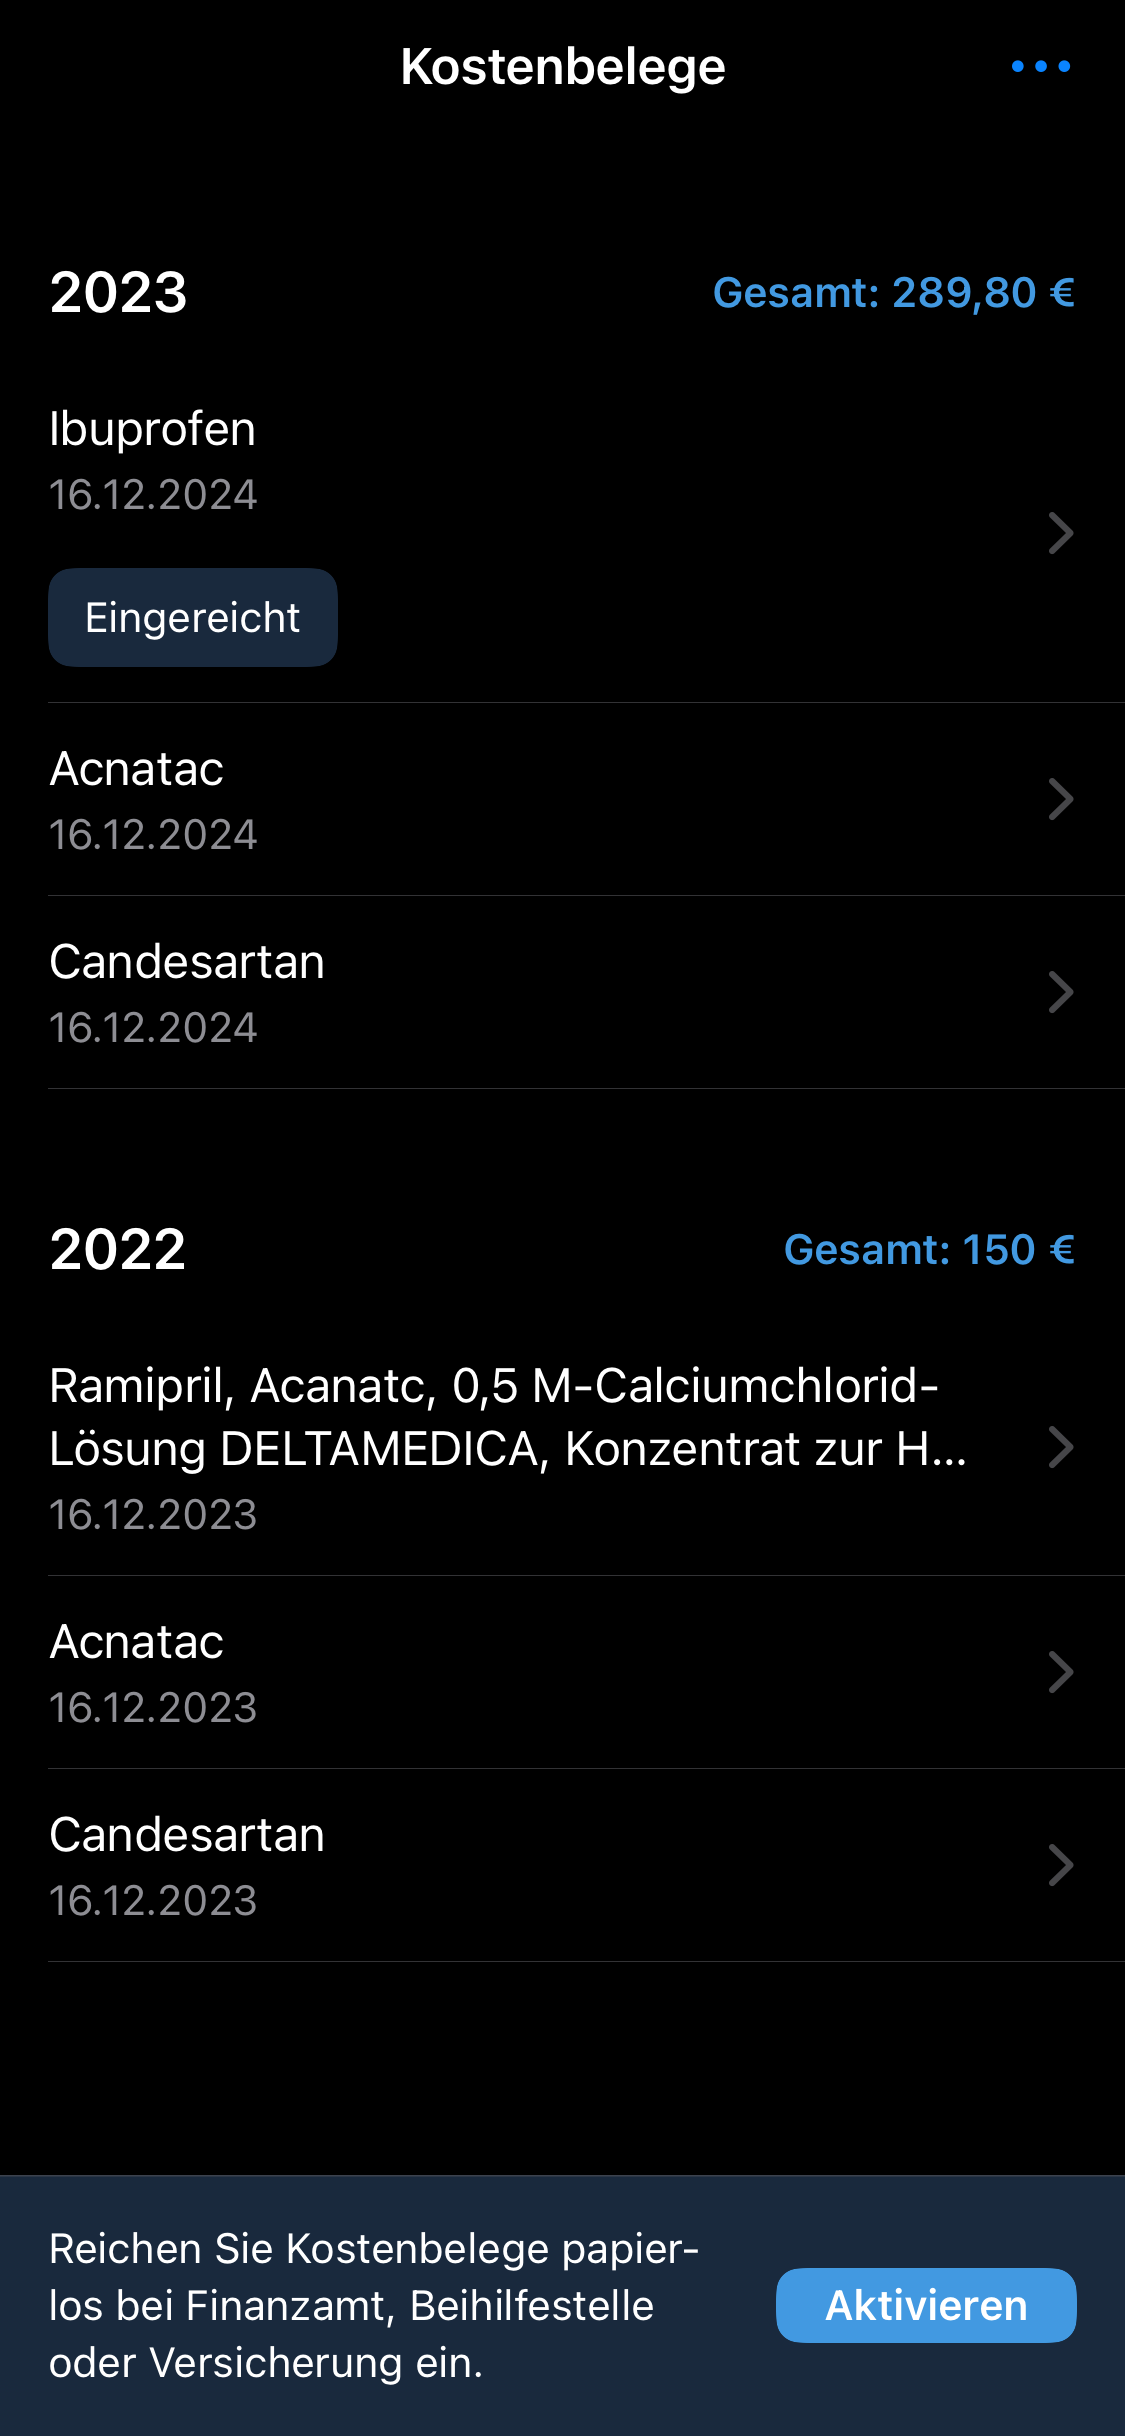 Kostenbelege
2023
Gesamt: 289,80 €
Ibuprofen
16.12.2024
Eingereicht
Acnatac
16.12.2024
Candesartan
16.12.2024
2022
Gesamt: 150 €
Ramipril, Acanatc, 0,5 M-Calciumchlorid-
Lösung DELTAMEDICA, Konzentrat zur H...
16.12.2023
Acnatac
16.12.2023
Candesartan
16.12.2023
Reichen Sie Kostenbelege papier-
los bei Finanzamt, Beihilfestelle
oder Versicherung ein.
Aktivieren